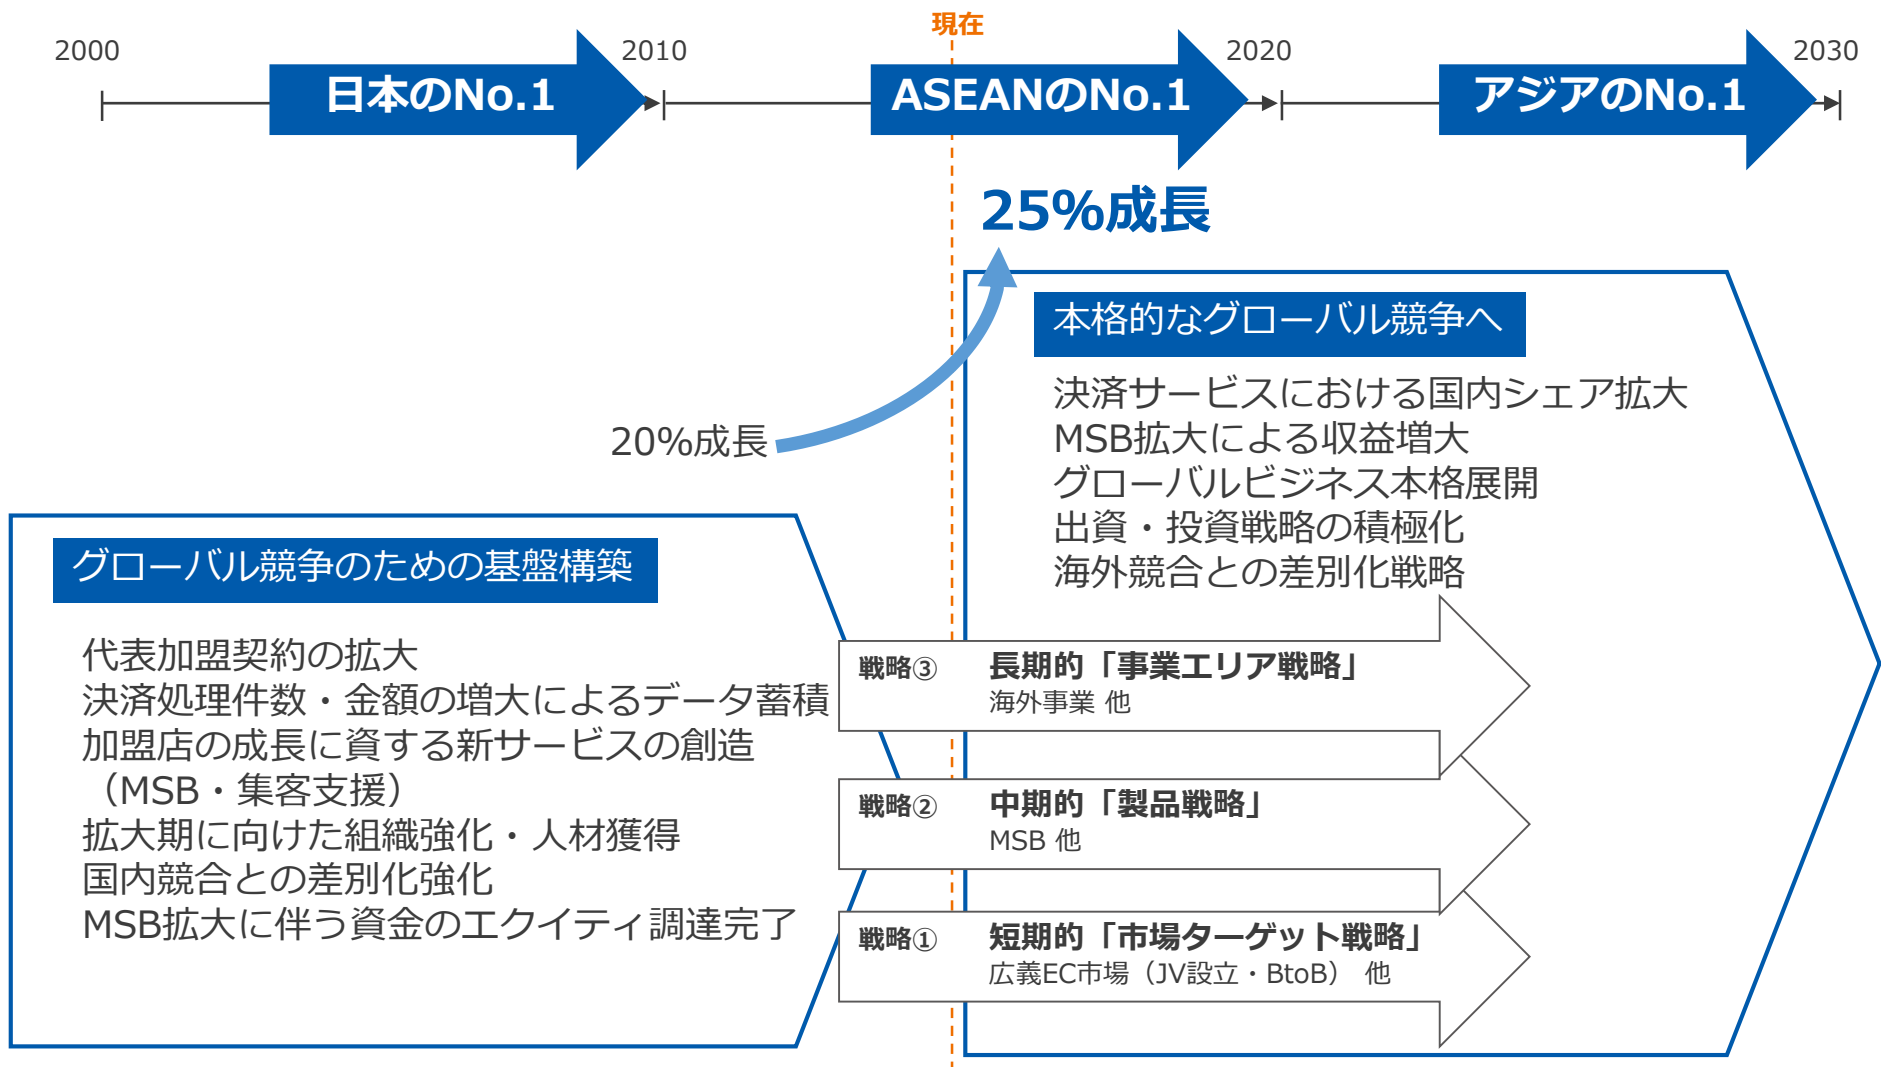 現在
2000
2010
2020
2030
日本のNo.1
ASEANのNo.1
アジアのNo.1
25%成長
20%成長
本格的なグローバル競争へ
決済サービスにおける国内シェア拡大
MSB拡大による収益増大
グローバルビジネス本格展開
出資・投資戦略の積極化
海外競合との差別化戦略
グローバル競争のための基盤構築
代表加盟契約の拡大
決済処理件数・金額の増大によるデータ蓄積
加盟店の成長に資する新サービスの創造
（MSB・集客支援）
拡大期に向けた組織強化・人材獲得
国内競合との差別化強化
MSB拡大に伴う資金のエクイティ調達完了
戦略③ 長期的「事業エリア戦略」
海外事業 他
戦略② 中期的「製品戦略」
MSB 他
戦略① 短期的「市場ターゲット戦略」
広義EC市場（JV設立・BtoB） 他